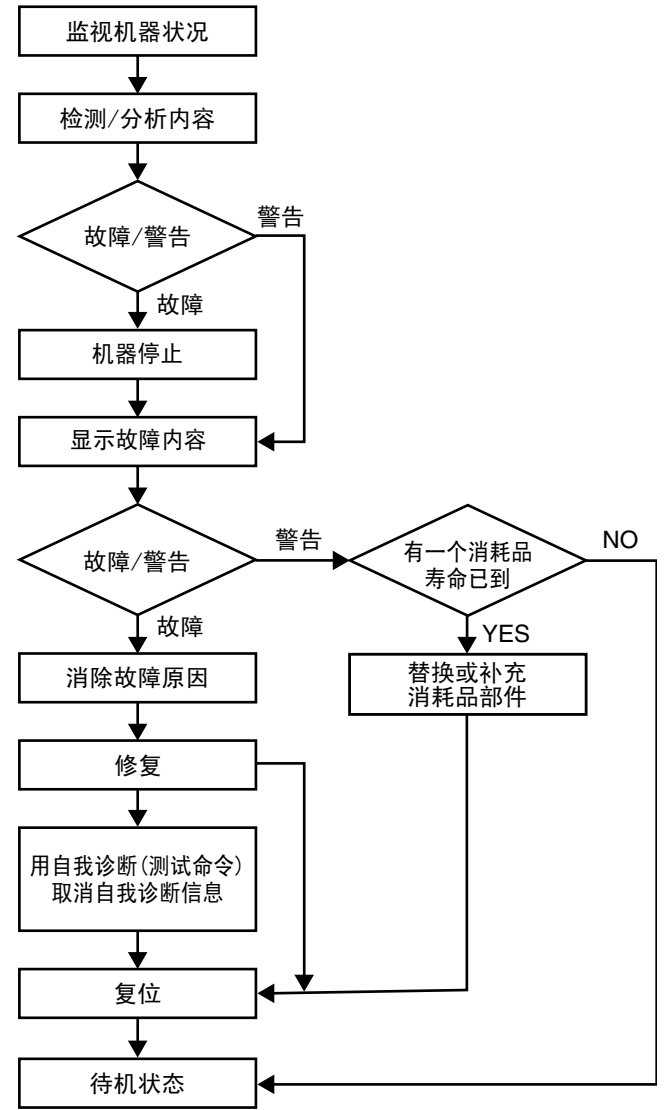 监视机器状况
检测/分析内容
故障/警告
警告
故障
机器停止
显示故障内容
故障/警告
警告
有一个消耗品
寿命已到
NO
故障
YES
消除故障原因
替换或补充
消耗品部件
修复
用自我诊断(测试命令)
取消自我诊断信息
复位
待机状态